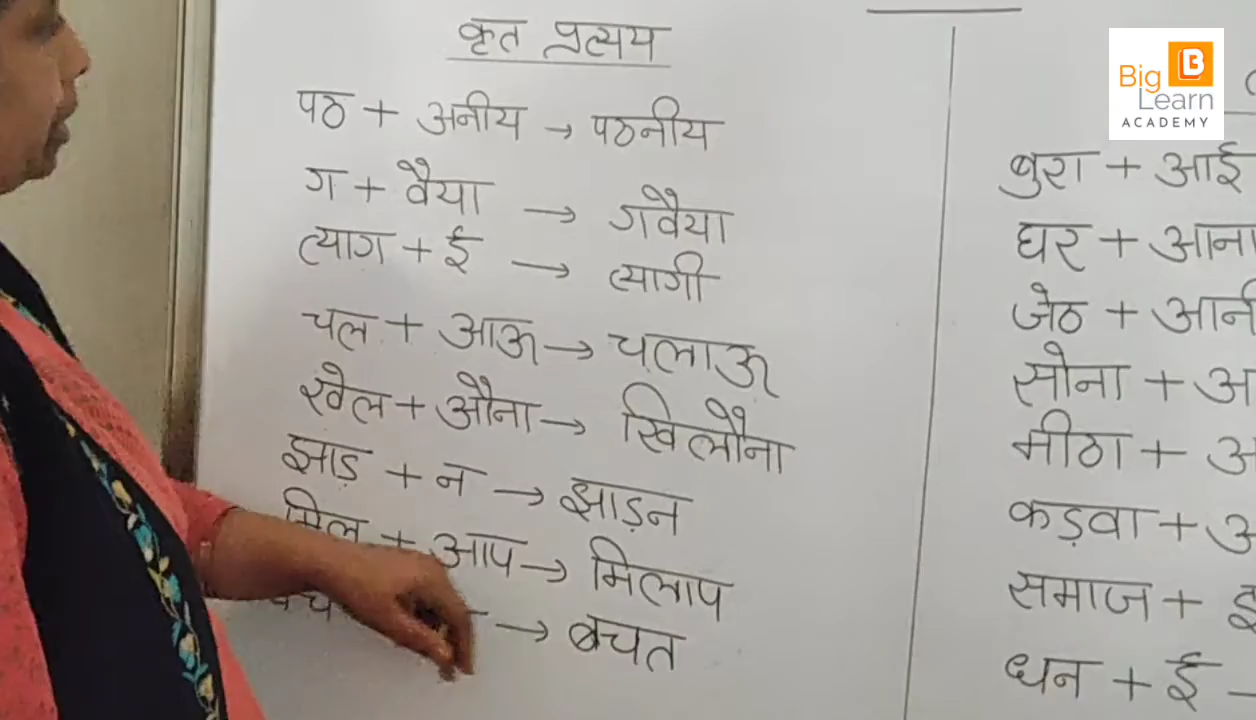 कृत प्रत्यय
पठ + अनीय → पठनीय
ग + वैया → गवैया
त्याग + ई → त्यागी
चल + आऊ → चलाऊ
खेल + औना → खिलौना
झाड़ + न → झाड़न
मिल + आप → मिलाप
→ बचत
Big B
Learn
ACADEMY
बुरा + आई
घर + आना
जेठ + आनी
सोना + आ
मीठा + अ
कड़वा + अ
समाज + इ
धन + ई